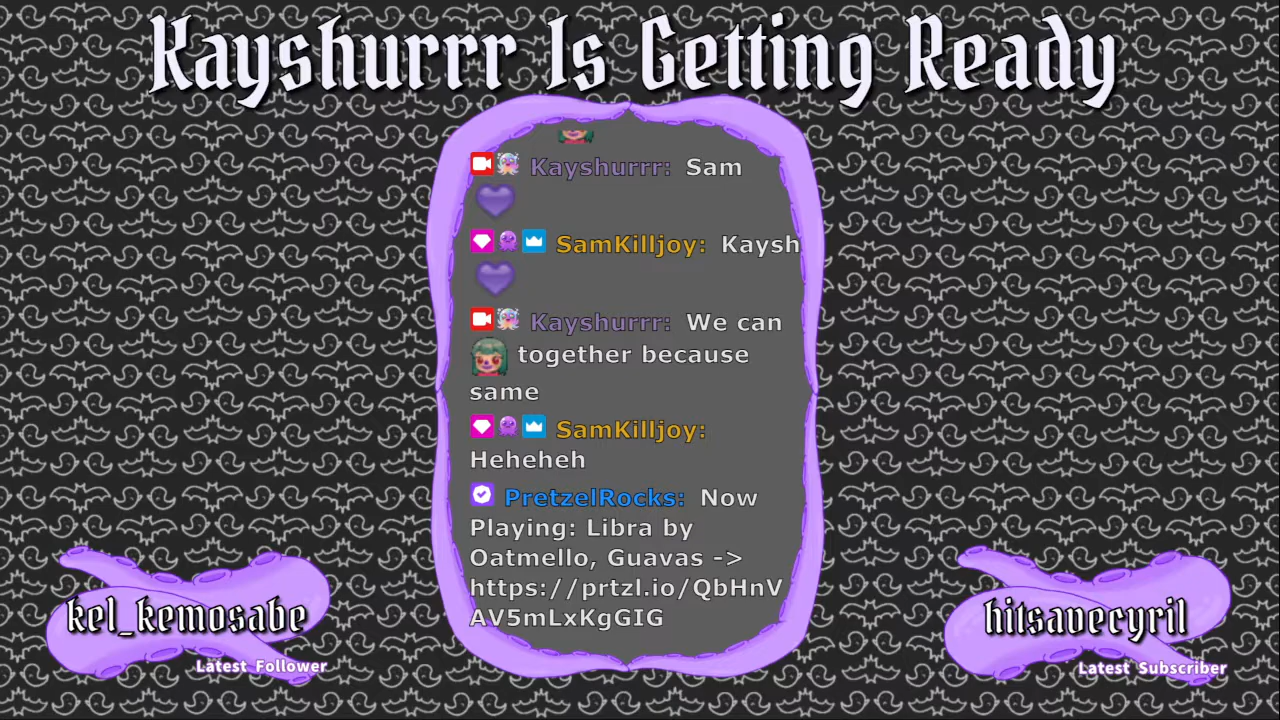 Kayshurrr Is Getting Ready
Kayshurrr: Sam
SamKilljoy: Kaysh
Kayshurrr: We can
together because
same
SamKilljoy:
Heheheh
PretzelRocks: Now
Playing: Libra by
Oatmello, Guavas ->
https://prtzl.io/QbHnV
AV5mLxKgGIG
kel_kemosabe
Latest Follower
hitsavecyril
Latest Subscriber